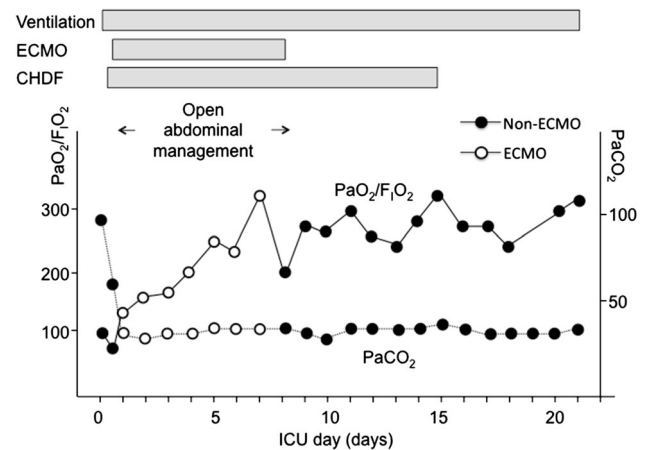 Ventilation
ECMO
CHDF
Open
abdominal
management
Non-ECMO
ECMO
PaO2/FIO2
PaCO2
PaO2/FIO2
300
200
100
100
50
PaCO2
0 5 10 15 20
ICU day (days)